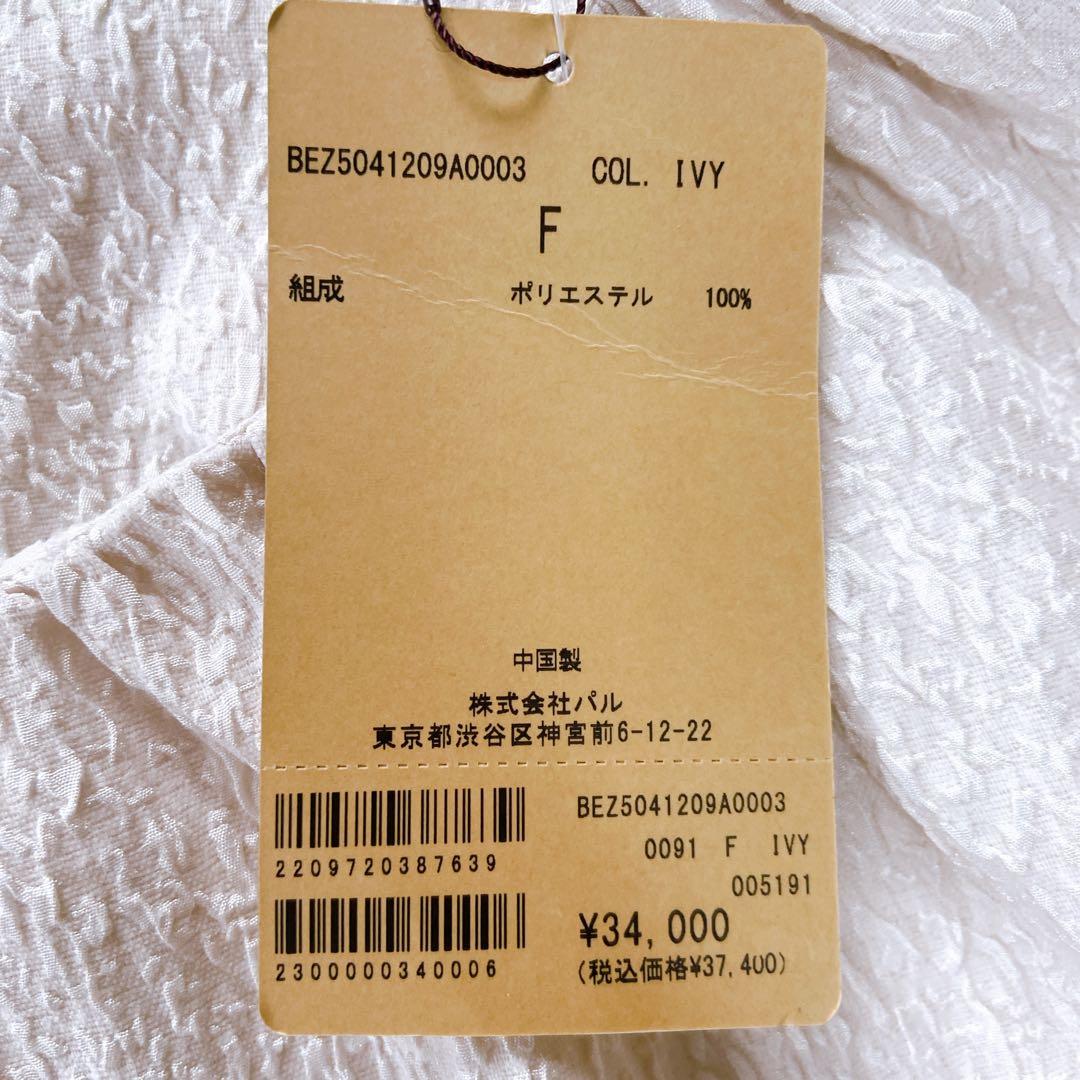 BEZ5041209A0003 COL. IVY
F
組成 ポリエステル 100%
中国製
株式会社パル
東京都渋谷区神宮前6-12-22
2209720387639
2300000340006
BEZ5041209A0003
0091 F IVY
005191
¥34,000
(税込価格¥37,400)